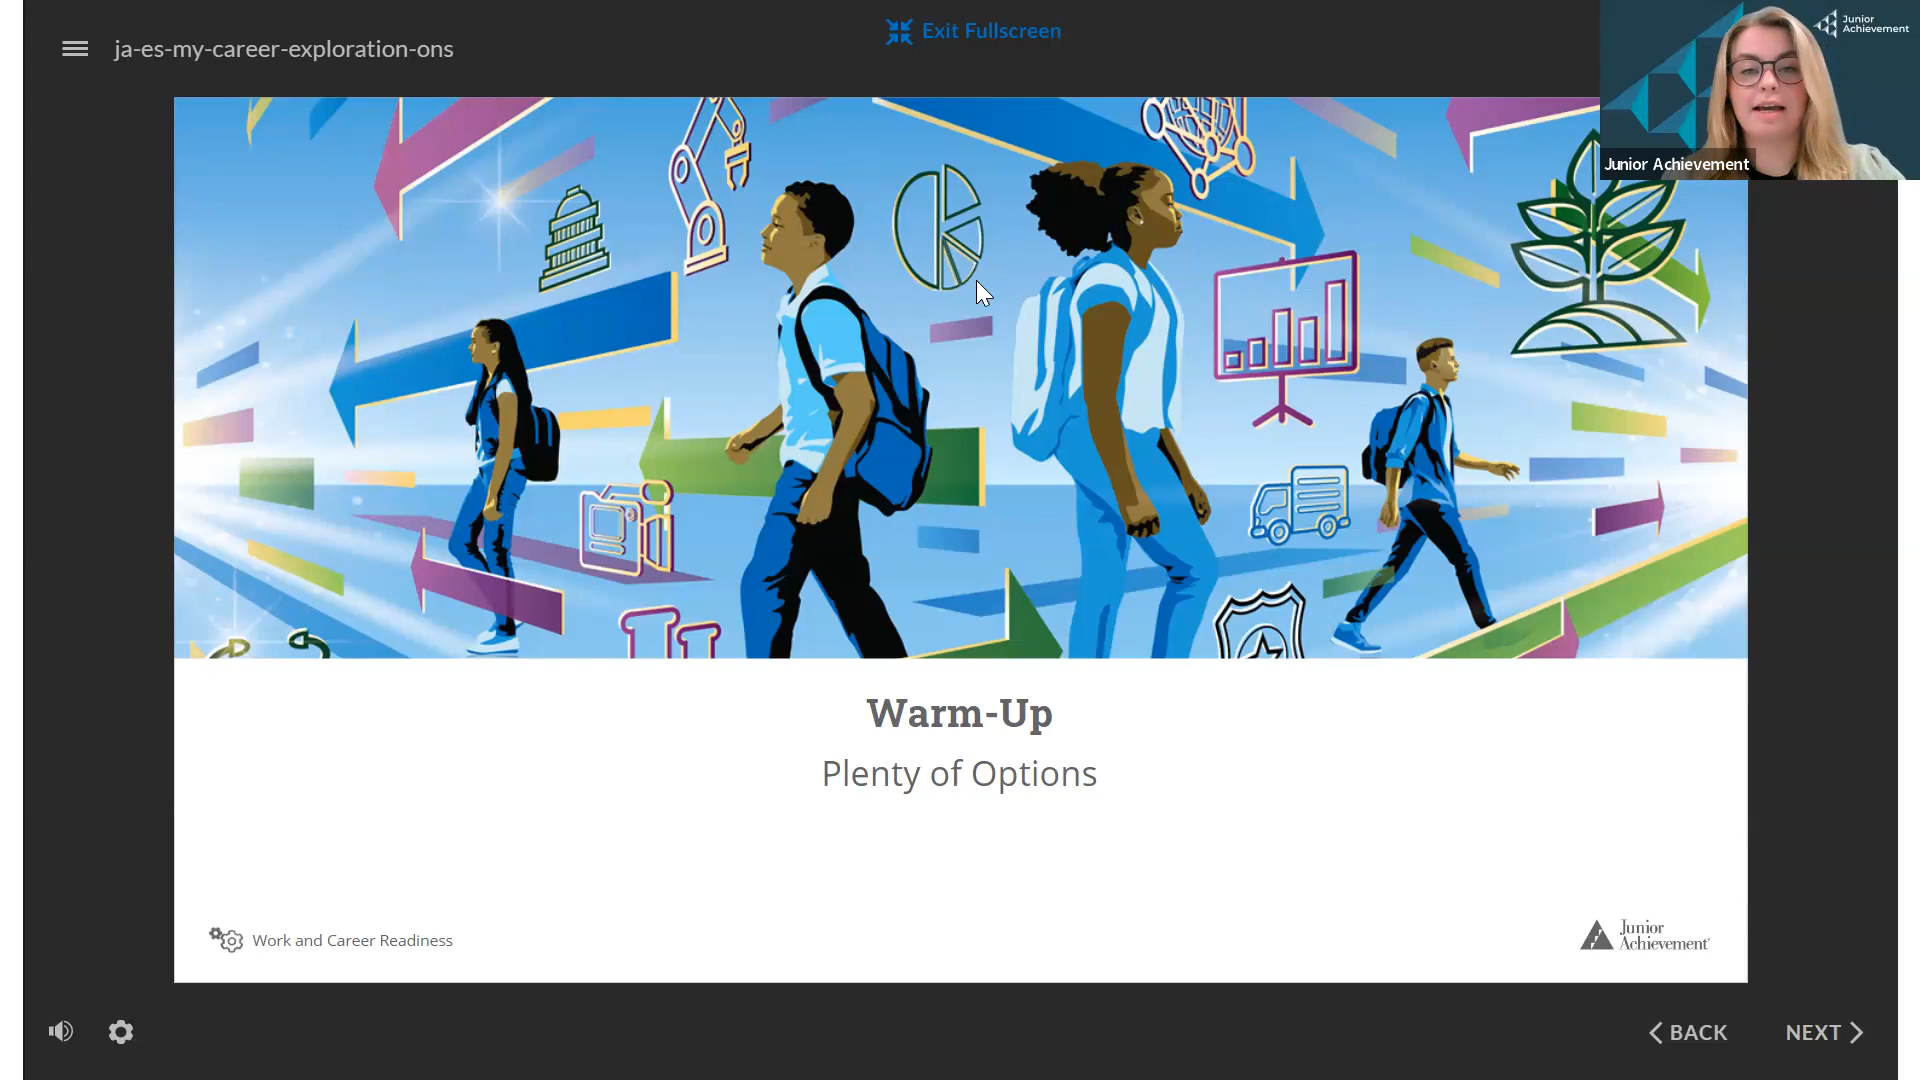 ja-es-my-career-exploration-ons
Exit Fullscreen
Junior
Achievement
Junior Achievement
Warm-Up
Plenty of Options
Work and Career Readiness
Junior
Achievement®
BACK
NEXT